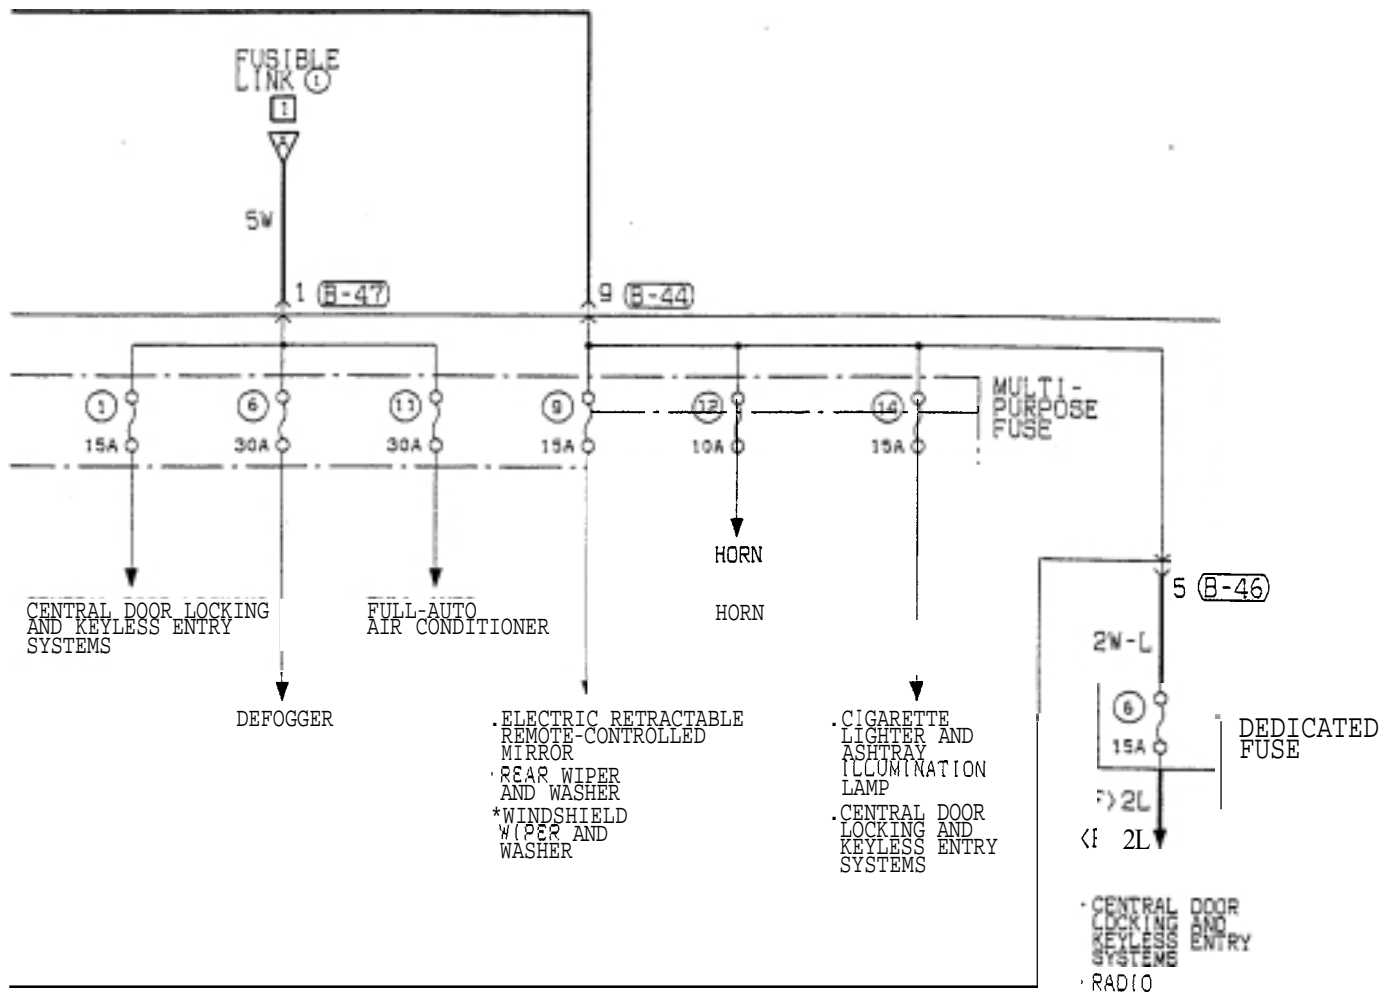 FUSIBLE
LINK ①
1
5W
1 B-47
9 B-44
MULTI-
PURPOSE
FUSE
1
6
11
9
12
14
15A
30A
30A
15A
10A
15A
HORN
HORN
5 B-46
CENTRAL DOOR LOCKING
AND KEYLESS ENTRY
SYSTEMS
FULL-AUTO
AIR CONDITIONER
2W-L
6
15A
DEDICATED
FUSE
DEFOGGER
.ELECTRIC RETRACTABLE
REMOTE-CONTROLLED
MIRROR
·REAR WIPER
AND WASHER
*WINDSHIELD
WIPER AND
WASHER
.CIGARETTE
LIGHTER AND
ASHTRAY
ILLUMINATION
LAMP
.CENTRAL DOOR
LOCKING AND
KEYLESS ENTRY
SYSTEMS
2L
2L
·CENTRAL DOOR
LOCKING AND
KEYLESS ENTRY
SYSTEMS
·RADIO